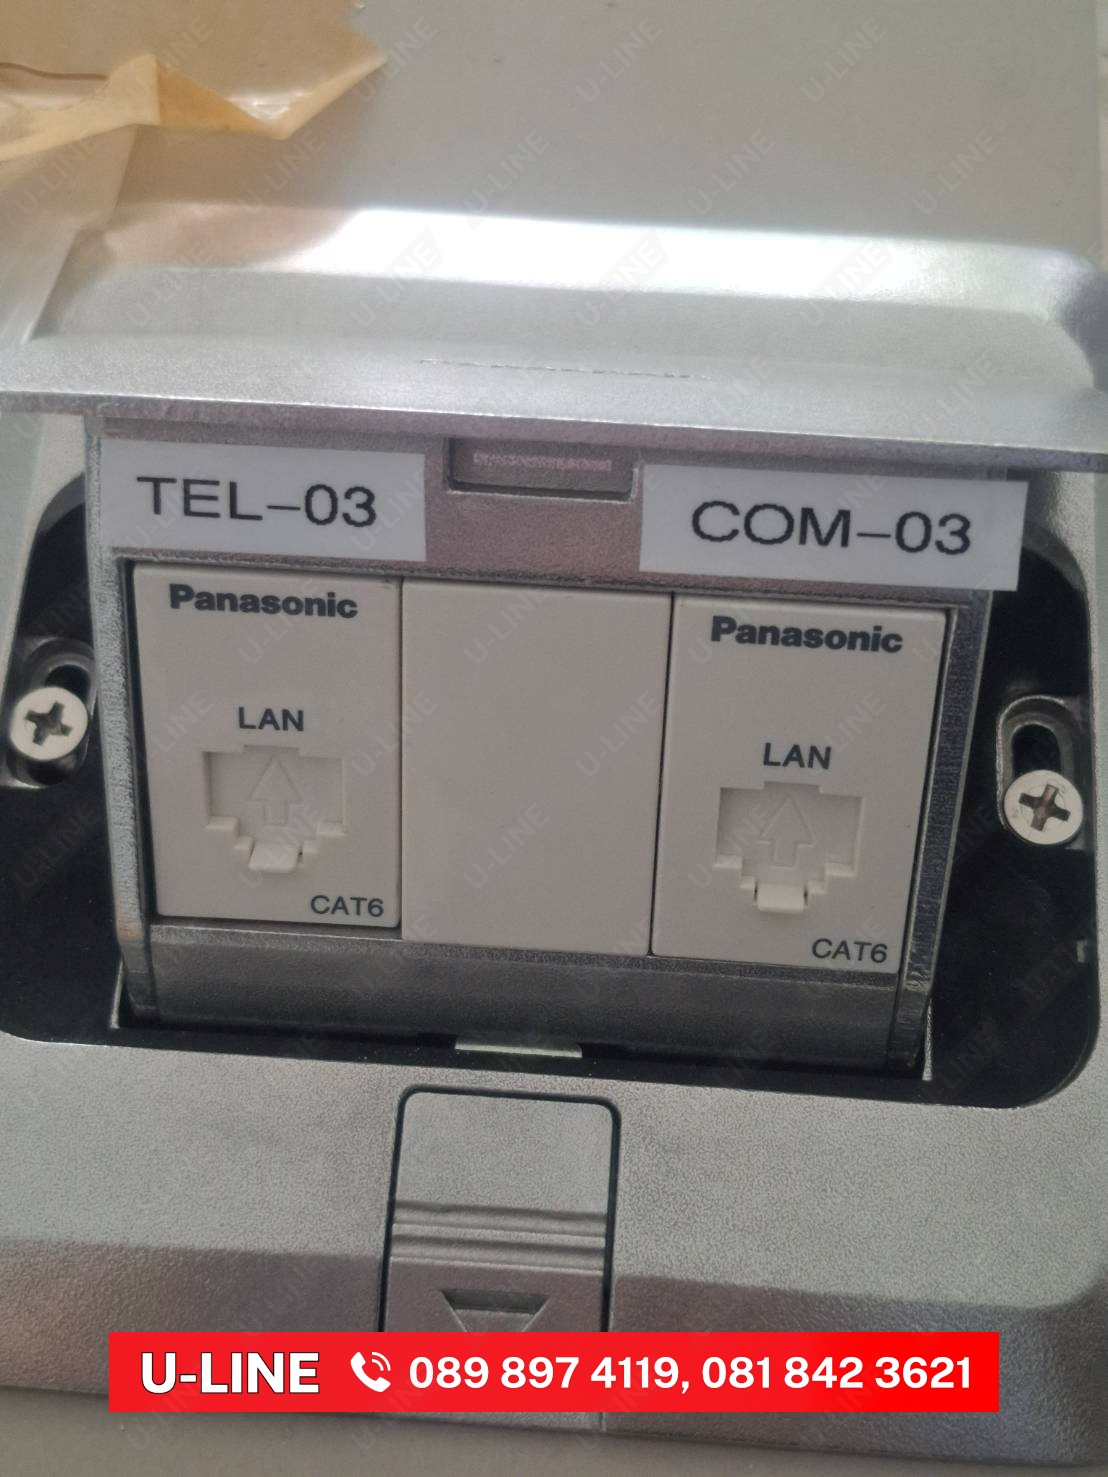 TEL-03
COM-03
Panasonic
LAN
CAT6
Panasonic
LAN
CAT6
U-LINE 089 897 4119, 081 842 3621